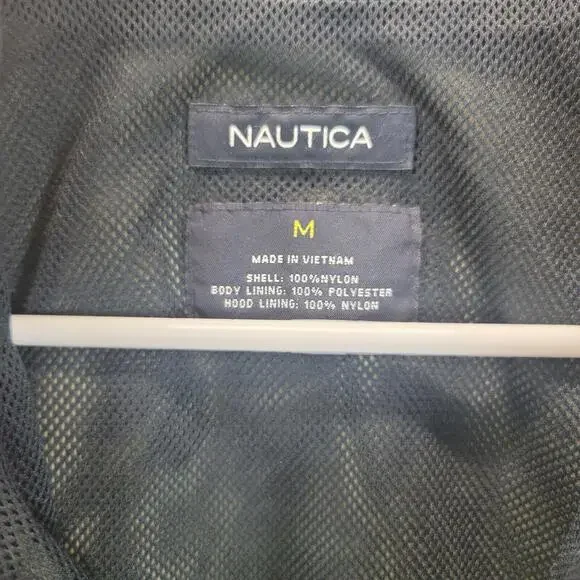 NAUTICA
M
MADE IN VIETNAM
SHELL: 100%NYLON
BODY LINING: 100% POLYESTER
HOOD LINING: 100% NYLON